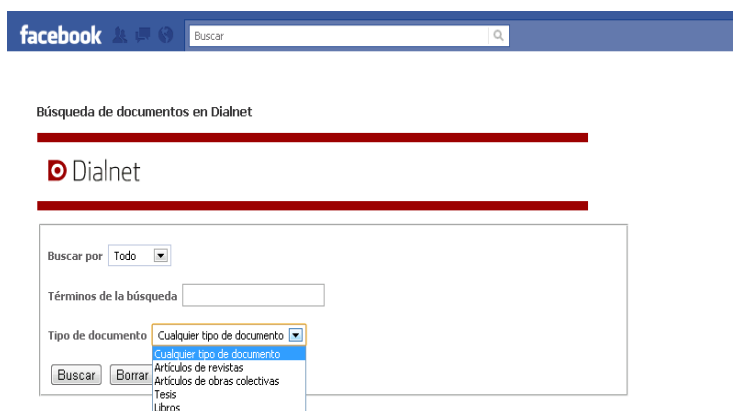 facebook Buscar
Búsqueda de documentos en Dialnet
Dialnet
Buscar por Todo
Términos de la búsqueda
Tipo de documento Cualquier tipo de documento
Cualquier tipo de documento
Artículos de revistas
Buscar Borrar Artículos de obras colectivas
Tesis
Libros